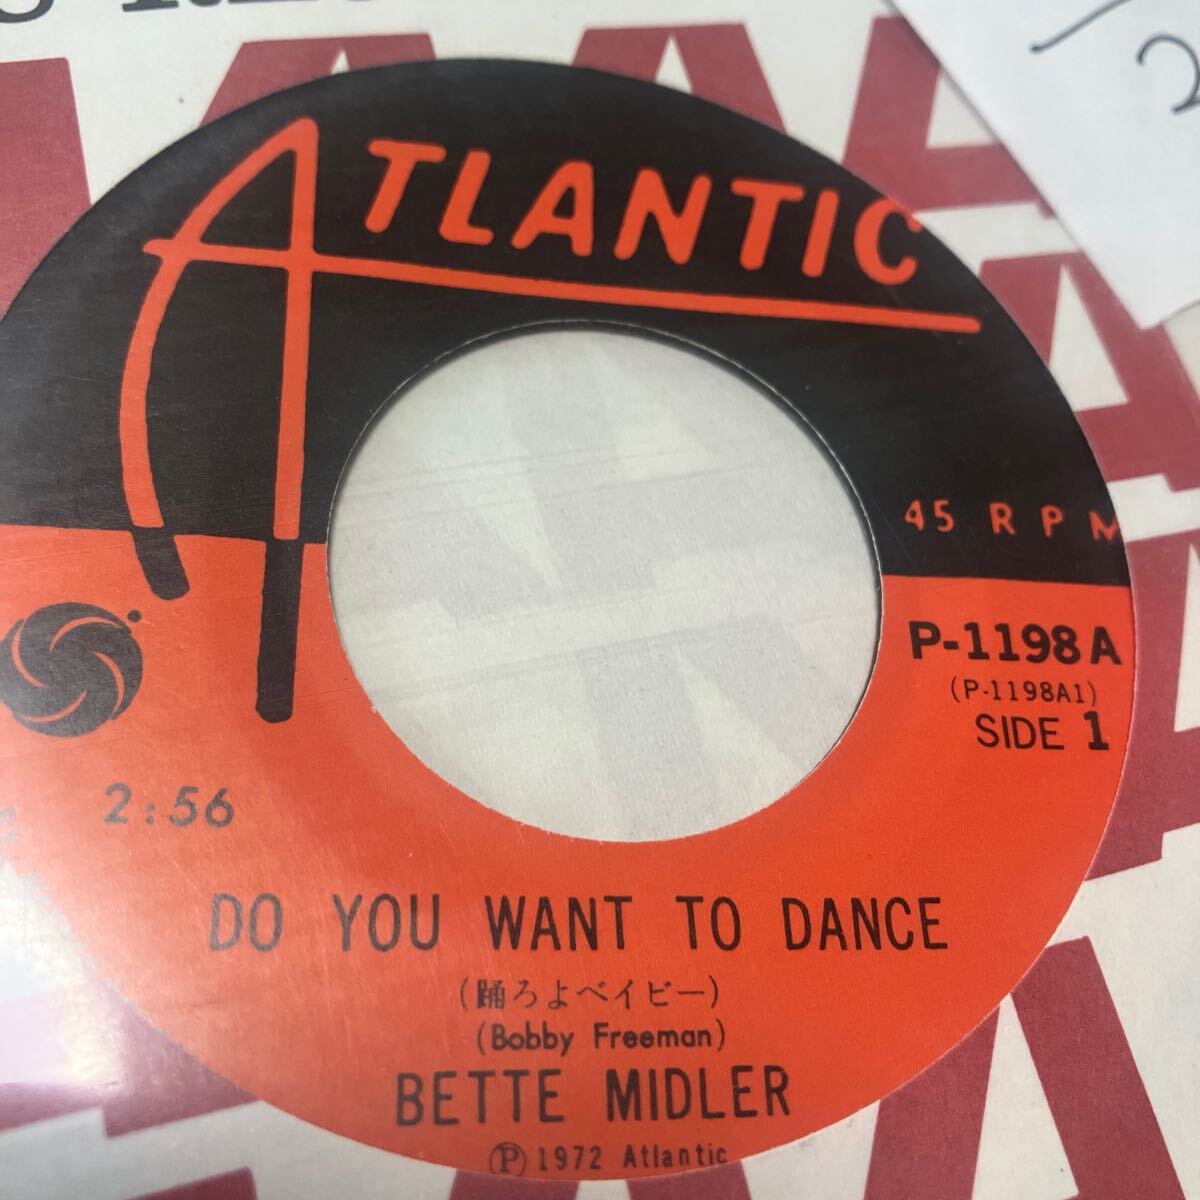 ATLANTIC
45 RPM
P-1198A
(P-1198A1)
SIDE 1
2:56
DO YOU WANT TO DANCE
(踊ろよベイビー)
(Bobby Freeman)
BETTE MIDLER
Ⓟ 1972 Atlantic